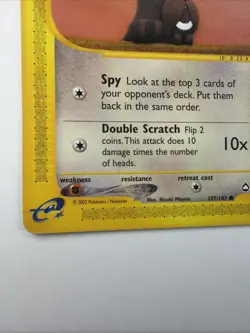 Spy Look at the top 3 cards of
your opponent's deck. Put them
back in the same order.
Double Scratch Flip 2
coins. This attack does 10
damage times the number
of heads.
10x
weakness resistance retreat cost
© 2002 Pokémon / Nintendo Illus.
e